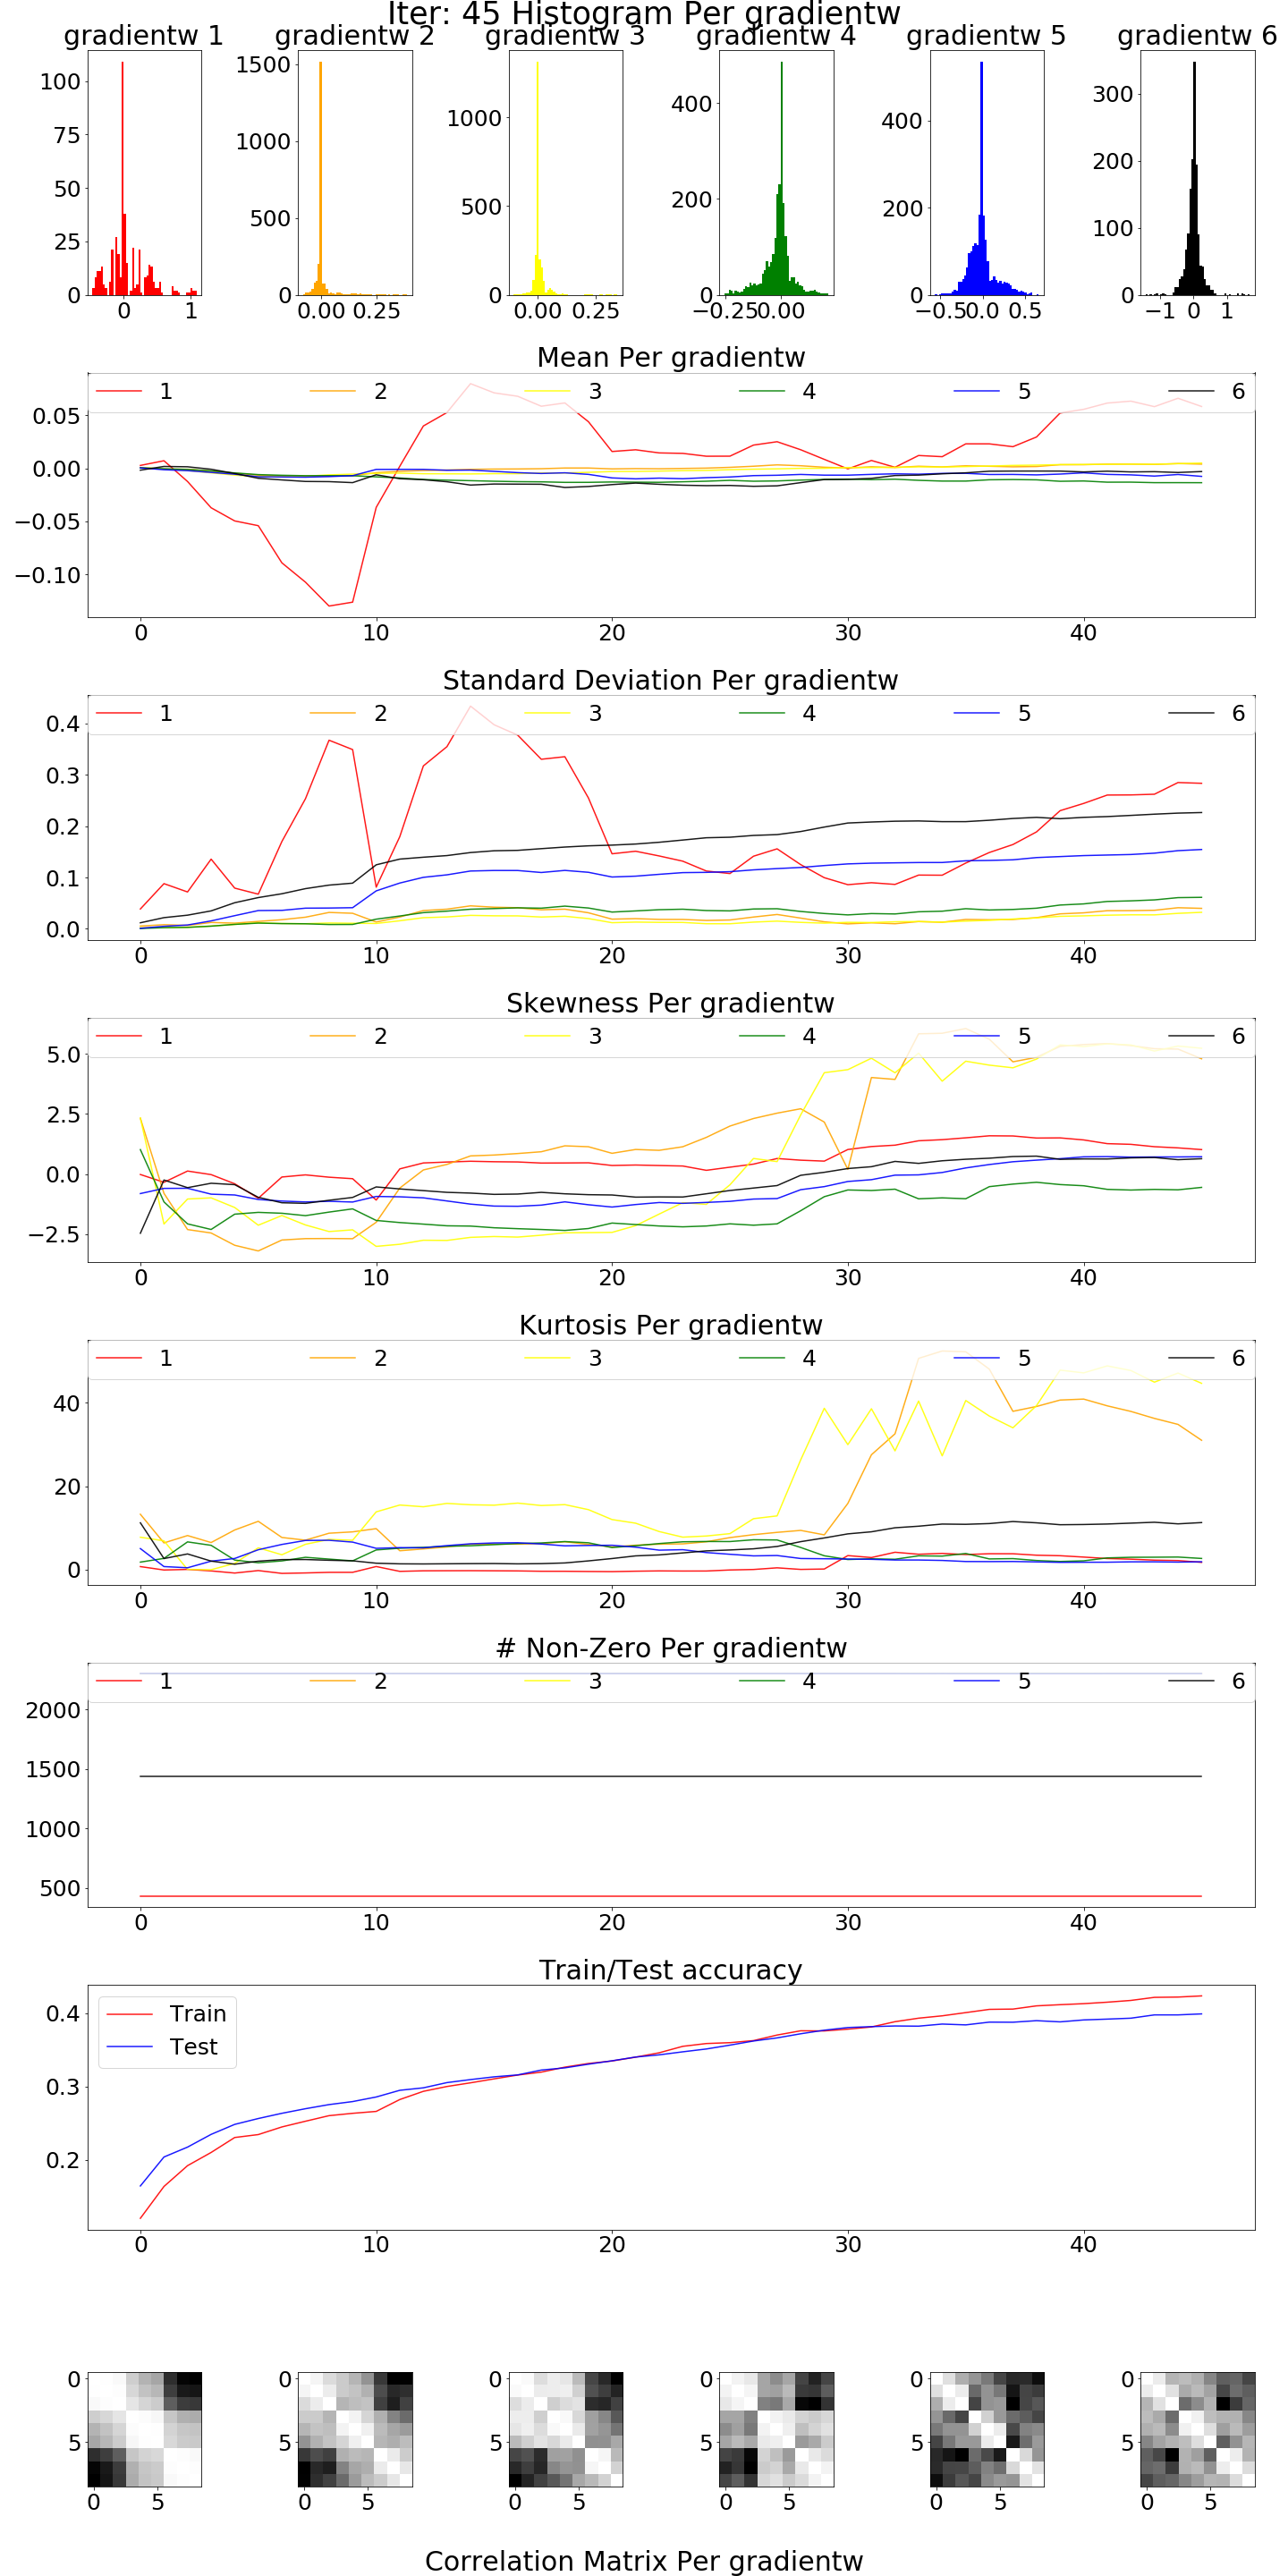 Iter: 45 Histogram Per gradientw
gradientw 1 gradientw 2 gradientw 3 gradientw 4 gradientw 5 gradientw 6
100
75
50
25
0
0 1
1500
1000
500
0
0.00 0.25
1000
500
0
0.00 0.25
400
200
0
−0.25 0.00
400
200
0
−0.5 0.0 0.5
300
200
100
0
−1 0 1
Mean Per gradientw
1 2 3 4 5 6
0.05
0.00
−0.05
−0.10
0 10 20 30 40
Standard Deviation Per gradientw
1 2 3 4 5 6
0.4
0.3
0.2
0.1
0.0
0 10 20 30 40
Skewness Per gradientw
1 2 3 4 5 6
5.0
2.5
0.0
−2.5
0 10 20 30 40
Kurtosis Per gradientw
1 2 3 4 5 6
40
20
0
0 10 20 30 40
# Non-Zero Per gradientw
1 2 3 4 5 6
2000
1500
1000
500
0 10 20 30 40
Train/Test accuracy
Train
Test
0.4
0.3
0.2
0 10 20 30 40
0
5
0 5
0
5
0 5
0
5
0 5
0
5
0 5
0
5
0 5
0
5
0 5
Correlation Matrix Per gradientw